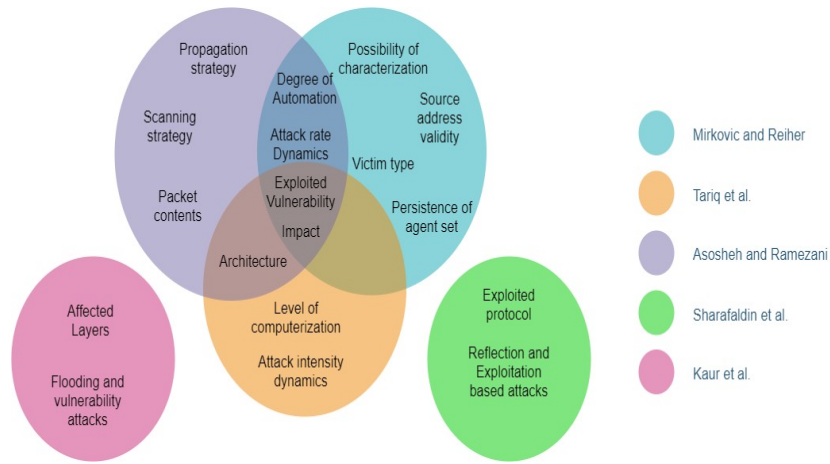 Propagation
strategy
Scanning
strategy
Packet
contents
Degree of
Automation
Attack rate
Dynamics
Exploited
Vulnerability
Impact
Architecture
Possibility of
characterization
Source
address
validity
Victim type
Persistence of
agent set
Level of
computerization
Attack intensity
dynamics
Affected
Layers
Flooding and
vulnerability
attacks
Exploited
protocol
Reflection and
Exploitation
based attacks
Mirkovic and Reiher
Tariq et al.
Asosheh and Ramezani
Sharafaldin et al.
Kaur et al.